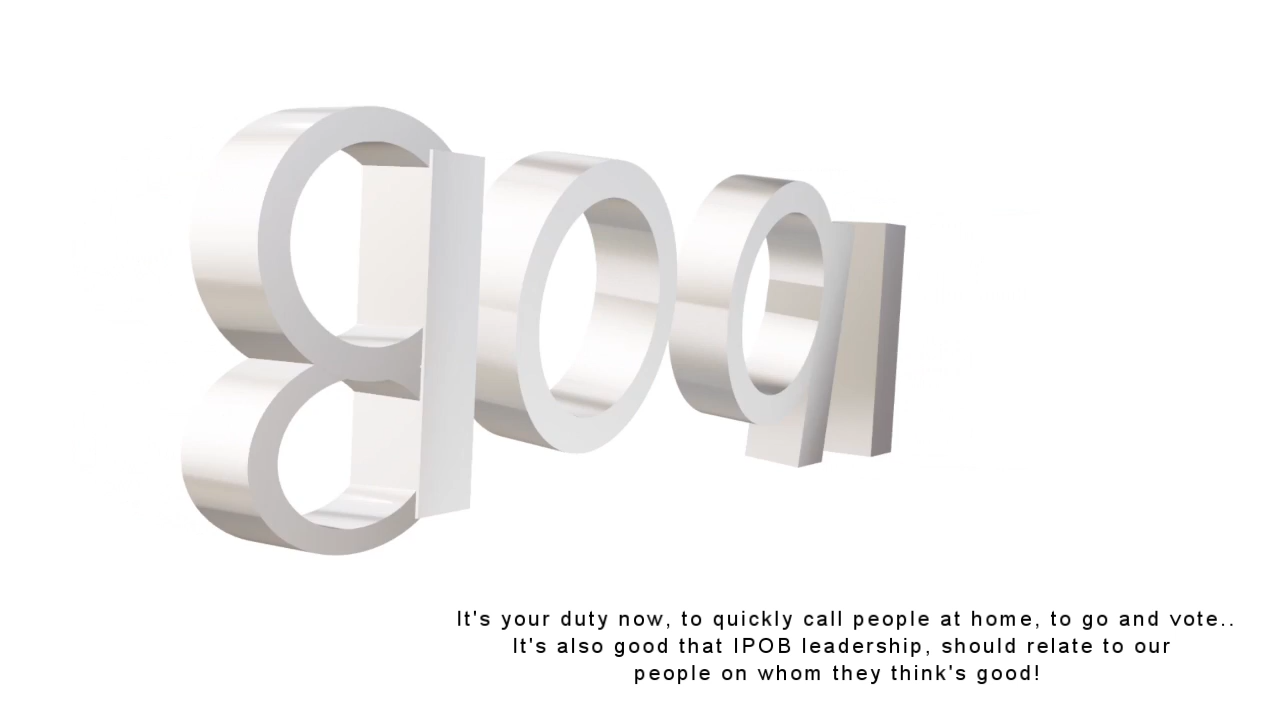 IPOB
It's your duty now, to quickly call people at home, to go and vote..
It's also good that IPOB leadership, should relate to our
people on whom they think's good!